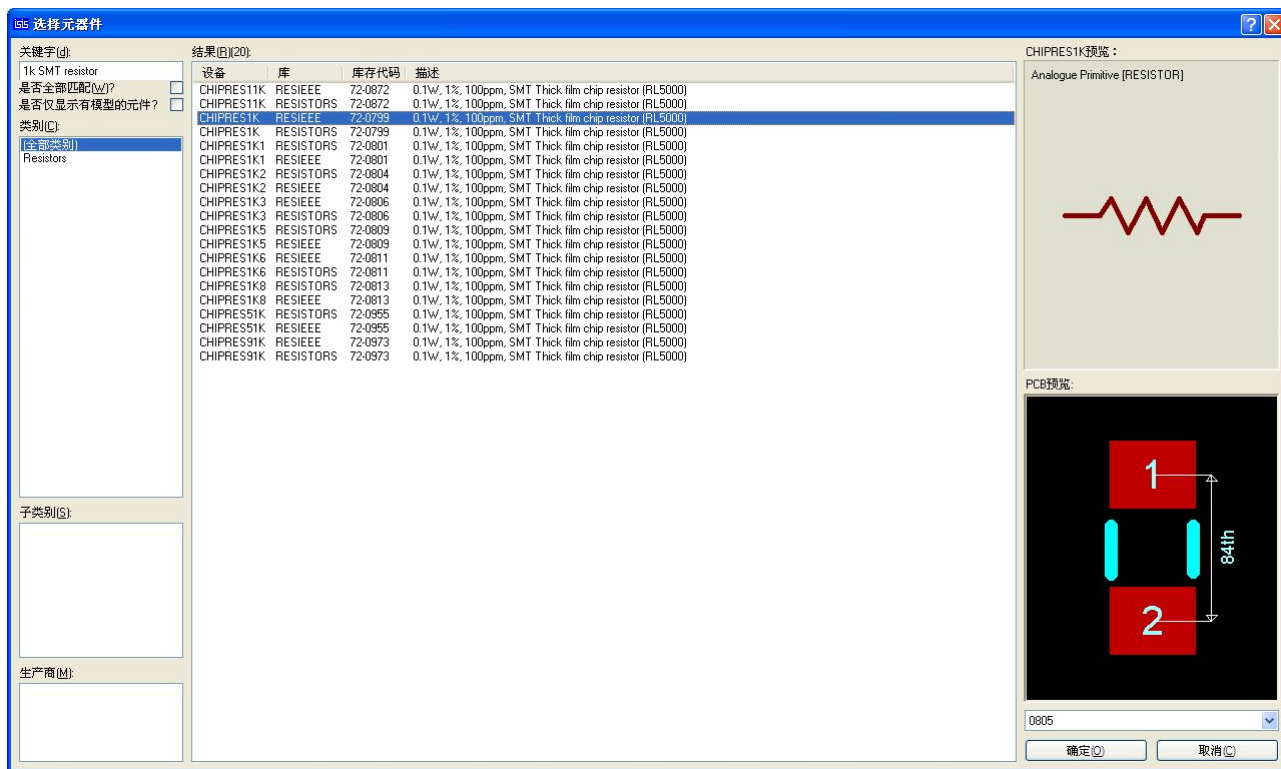 ISIS 选择元器件
关键字(d):
1k SMT resistor
是否全部匹配(W)?
是否仅显示有模型的元件?
类别(C):
(全部类别)
Resistors
子类别(S):
生产商(M):
结果(R)(20):
设备 库 库存代码 描述
CHIPRES11K RESIEEE 72-0872 0.1W, 1%, 100ppm, SMT Thick film chip resistor (RL5000)
CHIPRES11K RESISTORS 72-0872 0.1W, 1%, 100ppm, SMT Thick film chip resistor (RL5000)
CHIPRES1K RESIEEE 72-0799 0.1W, 1%, 100ppm, SMT Thick film chip resistor (RL5000)
CHIPRES1K RESISTORS 72-0799 0.1W, 1%, 100ppm, SMT Thick film chip resistor (RL5000)
CHIPRES1K1 RESISTORS 72-0801 0.1W, 1%, 100ppm, SMT Thick film chip resistor (RL5000)
CHIPRES1K1 RESIEEE 72-0801 0.1W, 1%, 100ppm, SMT Thick film chip resistor (RL5000)
CHIPRES1K2 RESISTORS 72-0804 0.1W, 1%, 100ppm, SMT Thick film chip resistor (RL5000)
CHIPRES1K2 RESIEEE 72-0804 0.1W, 1%, 100ppm, SMT Thick film chip resistor (RL5000)
CHIPRES1K3 RESIEEE 72-0806 0.1W, 1%, 100ppm, SMT Thick film chip resistor (RL5000)
CHIPRES1K3 RESISTORS 72-0806 0.1W, 1%, 100ppm, SMT Thick film chip resistor (RL5000)
CHIPRES1K5 RESISTORS 72-0809 0.1W, 1%, 100ppm, SMT Thick film chip resistor (RL5000)
CHIPRES1K5 RESIEEE 72-0809 0.1W, 1%, 100ppm, SMT Thick film chip resistor (RL5000)
CHIPRES1K6 RESIEEE 72-0811 0.1W, 1%, 100ppm, SMT Thick film chip resistor (RL5000)
CHIPRES1K6 RESISTORS 72-0811 0.1W, 1%, 100ppm, SMT Thick film chip resistor (RL5000)
CHIPRES1K8 RESISTORS 72-0813 0.1W, 1%, 100ppm, SMT Thick film chip resistor (RL5000)
CHIPRES1K8 RESIEEE 72-0813 0.1W, 1%, 100ppm, SMT Thick film chip resistor (RL5000)
CHIPRES51K RESISTORS 72-0955 0.1W, 1%, 100ppm, SMT Thick film chip resistor (RL5000)
CHIPRES51K RESIEEE 72-0955 0.1W, 1%, 100ppm, SMT Thick film chip resistor (RL5000)
CHIPRES91K RESIEEE 72-0973 0.1W, 1%, 100ppm, SMT Thick film chip resistor (RL5000)
CHIPRES91K RESISTORS 72-0973 0.1W, 1%, 100ppm, SMT Thick film chip resistor (RL5000)
CHIPRES1K预览：
Analogue Primitive [RESISTOR]
PCB预览:
1
84th
2
0805
确定(O) 取消(C)